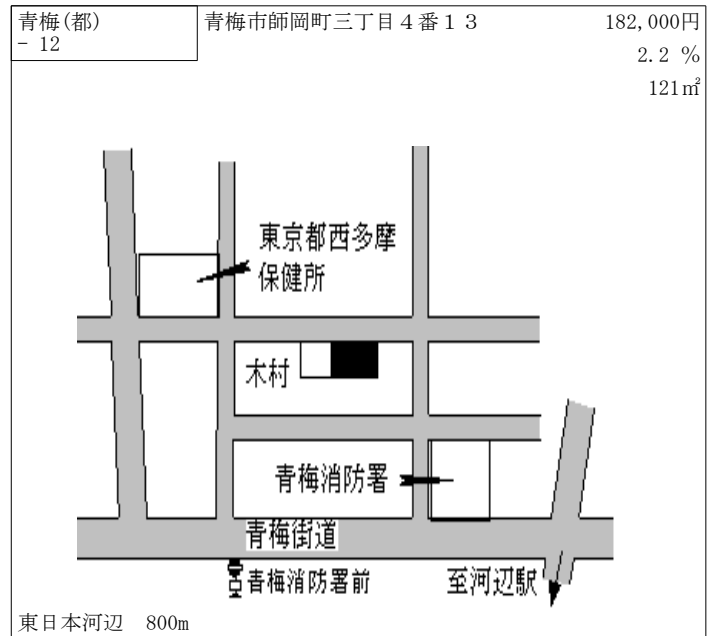 青梅(都)
- 12
青梅市師岡町三丁目４番１３
182,000円
2.2 %
121㎡
東京都西多摩
保健所
木村
青梅消防署
青梅街道
青梅消防署前
至河辺駅
東日本河辺 800m